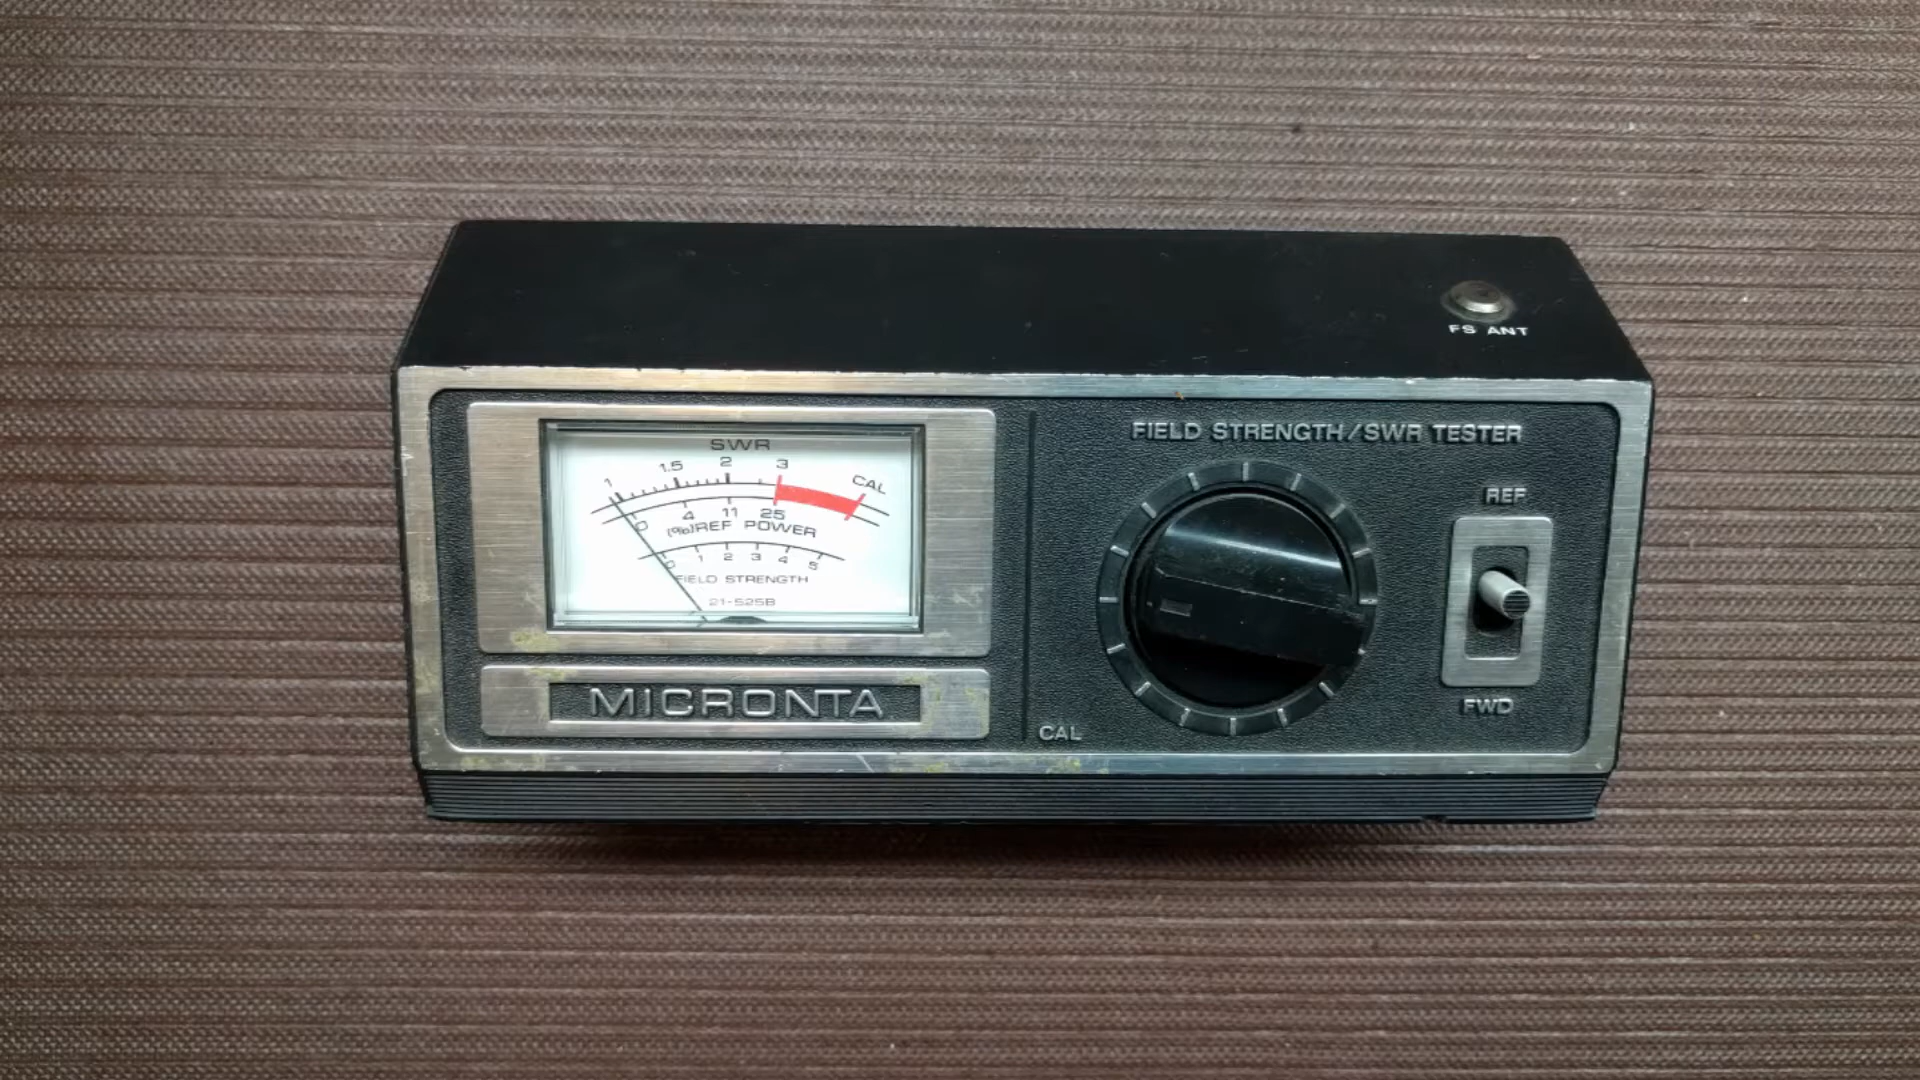 FS ANT
FIELD STRENGTH/SWR TESTER
SWR
1 1.5 2 3 CAL
0 4 11 25
(%)REF POWER
0 1 2 3 4 5
FIELD STRENGTH
21-525B
MICRONTA
CAL
REF
FWD